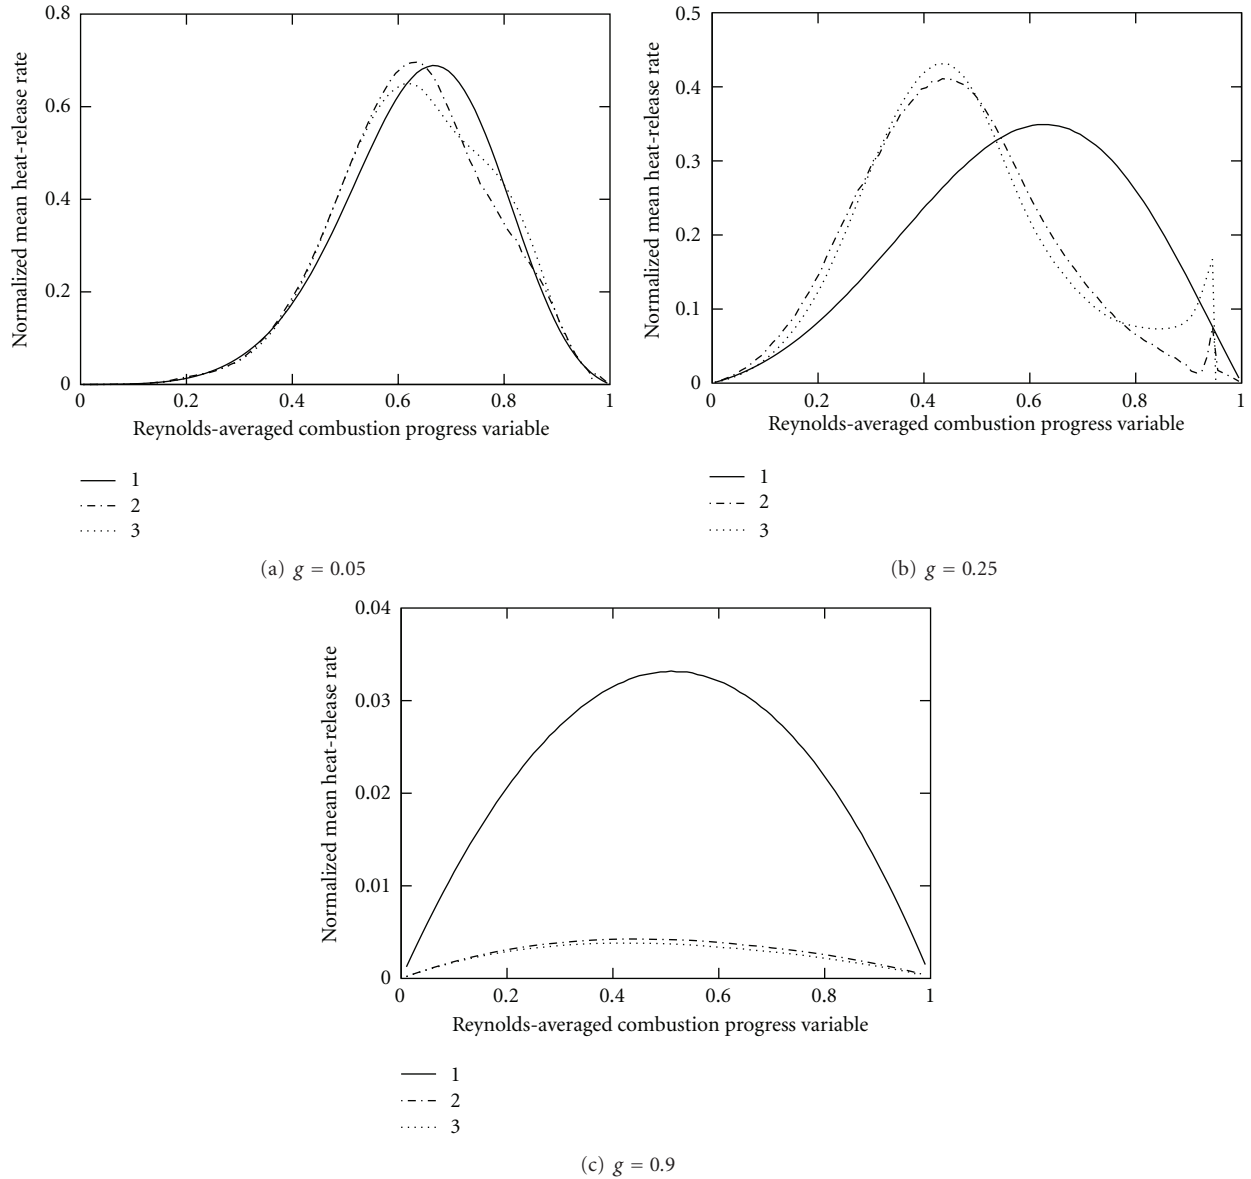 Normalized mean heat-release rate
0.8
0.6
0.4
0.2
0
0 0.2 0.4 0.6 0.8 1
Reynolds-averaged combustion progress variable
1
2
3
(a) g = 0.05
Normalized mean heat-release rate
0.5
0.4
0.3
0.2
0.1
0
0 0.2 0.4 0.6 0.8 1
Reynolds-averaged combustion progress variable
1
2
3
(b) g = 0.25
Normalized mean heat-release rate
0.04
0.03
0.02
0.01
0
0 0.2 0.4 0.6 0.8 1
Reynolds-averaged combustion progress variable
1
2
3
(c) g = 0.9